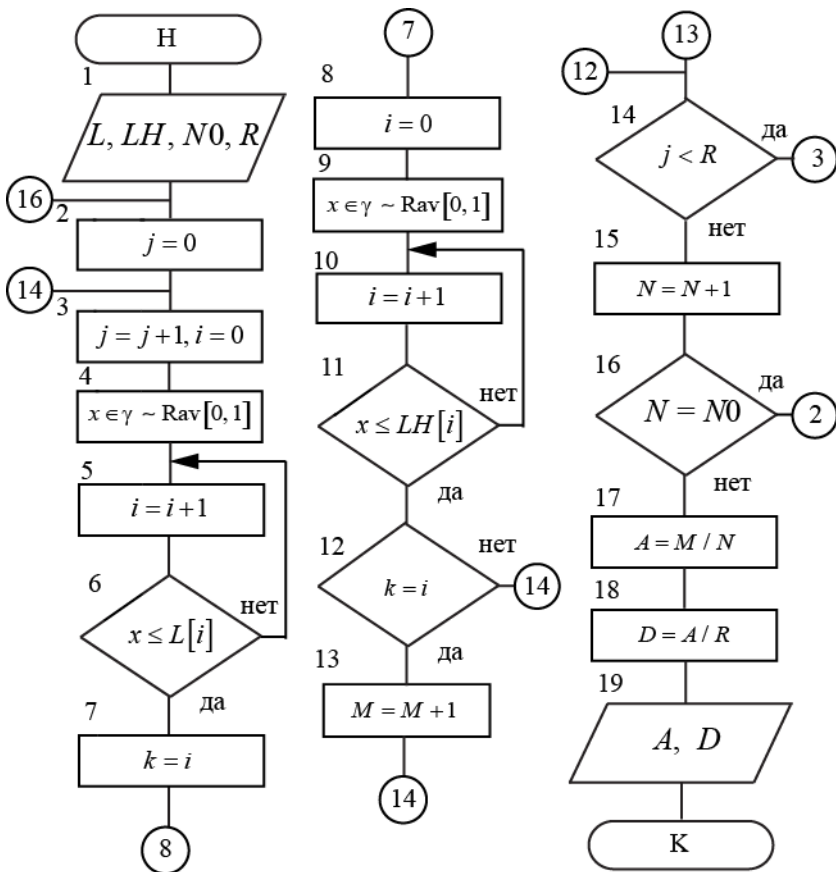 H
1
L, LH, N0, R
16
2
j = 0
14
3
j = j+1, i = 0
4
x ∈ γ ~ Rav[0, 1]
5
i = i+1
6
x ≤ L[i]
нет
да
7
k = i
8
7
8
i = 0
9
x ∈ γ ~ Rav[0, 1]
10
i = i+1
11
x ≤ LH[i]
нет
да
12
k = i
нет
14
да
13
M = M+1
14
13
12
14
j < R
да
3
нет
15
N = N+1
16
N = N0
да
2
нет
17
A = M / N
18
D = A / R
19
A, D
K